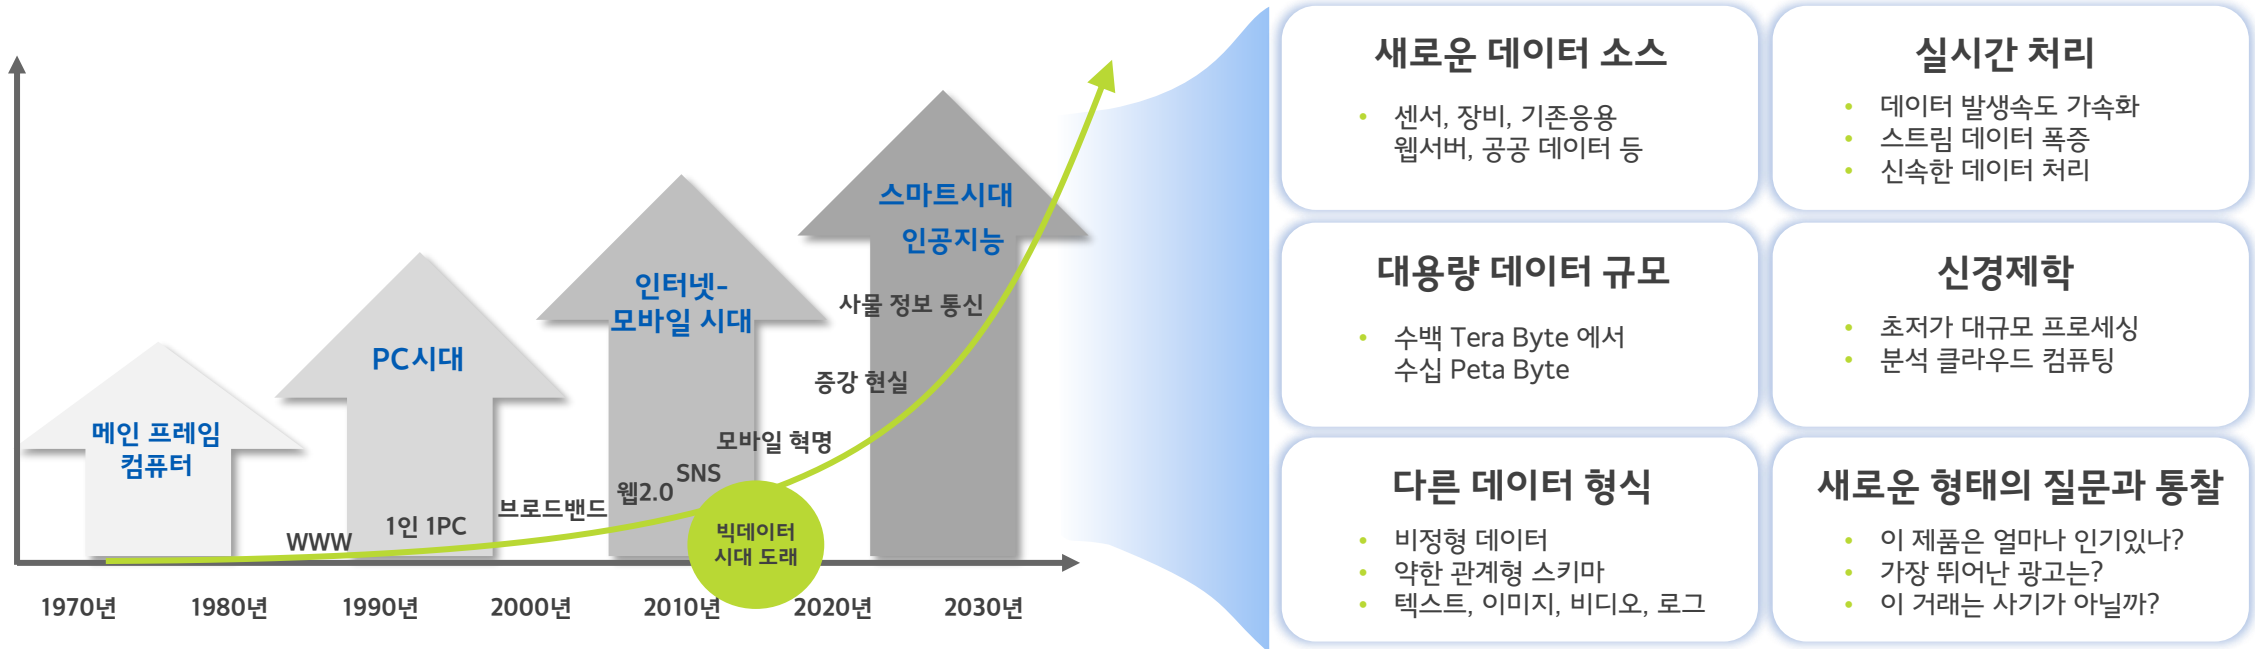 메인 프레임
컴퓨터
PC시대
인터넷-
모바일 시대
스마트시대
인공지능
WWW
1인 1PC
브로드밴드
웹2.0
SNS
모바일 혁명
증강 현실
사물 정보 통신
빅데이터
시대 도래
1970년
1980년
1990년
2000년
2010년
2020년
2030년
새로운 데이터 소스
• 센서, 장비, 기존응용
웹서버, 공공 데이터 등
실시간 처리
• 데이터 발생속도 가속화
• 스트림 데이터 폭증
• 신속한 데이터 처리
대용량 데이터 규모
• 수백 Tera Byte 에서
수십 Peta Byte
신경제학
• 초저가 대규모 프로세싱
• 분석 클라우드 컴퓨팅
다른 데이터 형식
• 비정형 데이터
• 약한 관계형 스키마
• 텍스트, 이미지, 비디오, 로그
새로운 형태의 질문과 통찰
• 이 제품은 얼마나 인기있나?
• 가장 뛰어난 광고는?
• 이 거래는 사기가 아닐까?